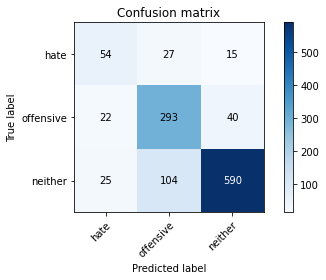 Confusion matrix
hate 54 27 15
offensive 22 293 40
neither 25 104 590
hate offensive neither
True label
Predicted label
500
400
300
200
100